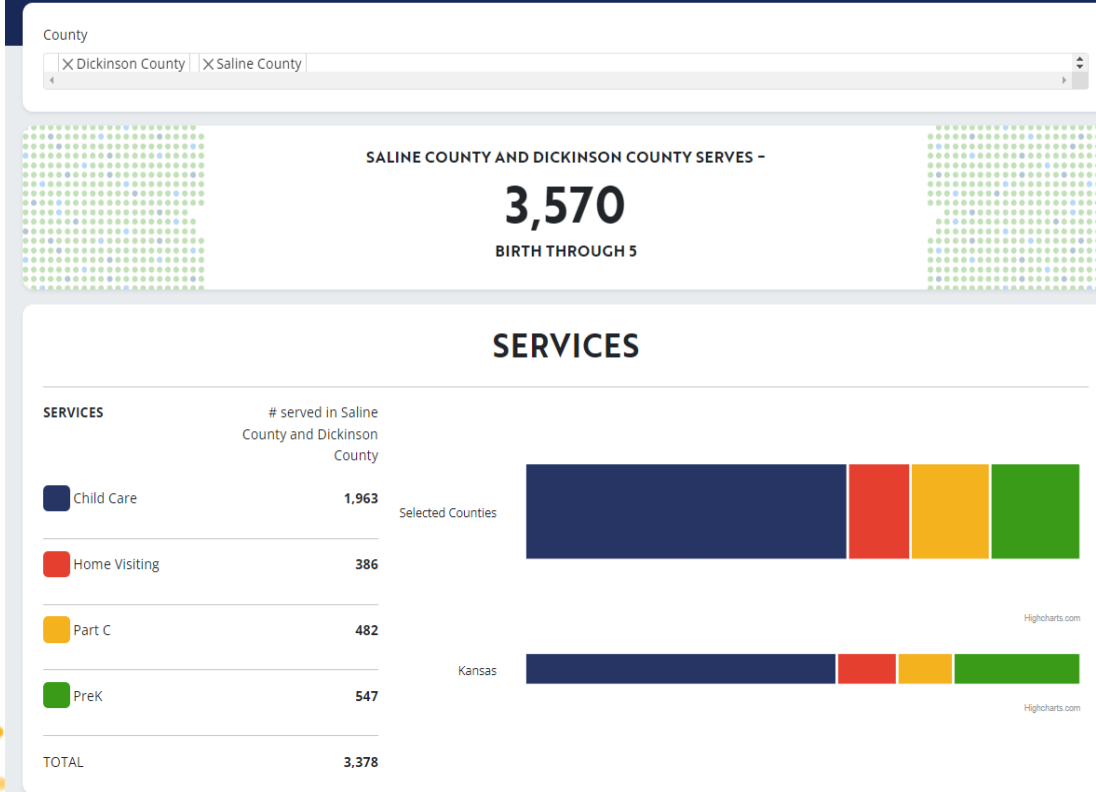 County
Dickinson County Saline County
SALINE COUNTY AND DICKINSON COUNTY SERVES –
3,570
BIRTH THROUGH 5
SERVICES
SERVICES # served in Saline
County and Dickinson
County
Child Care 1,963
Home Visiting 386
Part C 482
PreK 547
TOTAL 3,378
Selected Counties
Highcharts.com
Kansas
Highcharts.com